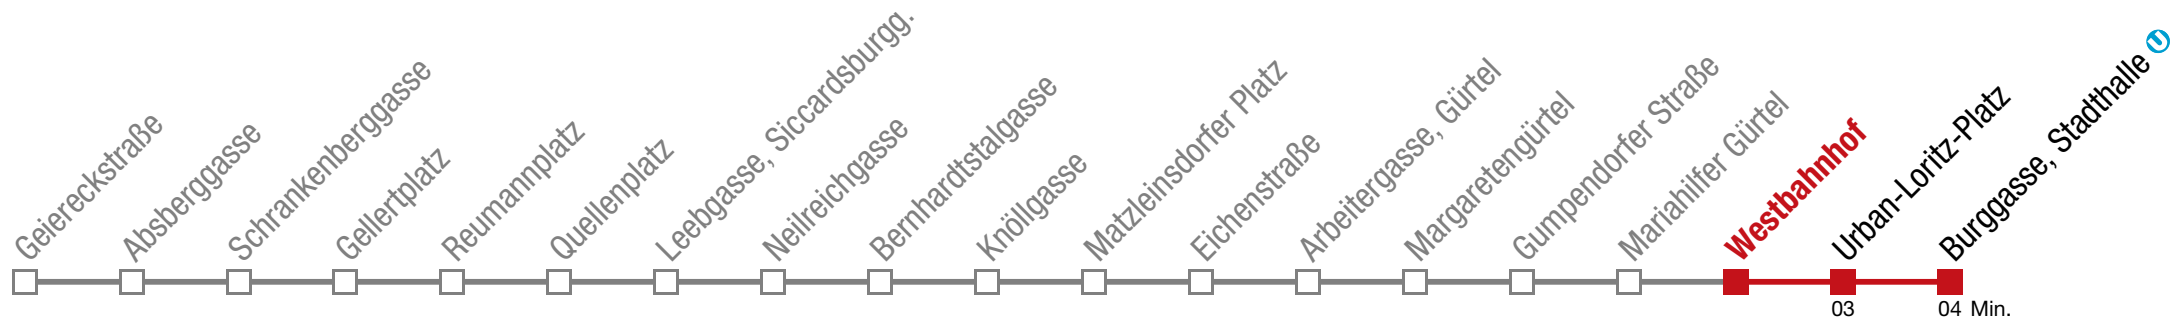 Geiereckstraße
Absberggasse
Schrankenberggasse
Gellertplatz
Reumannplatz
Quellenplatz
Leebgasse, Siccardsburgg.
Neilreichgasse
Bernhardtstalgasse
Knöllgasse
Matzleinsdorfer Platz
Eichenstraße
Arbeitergasse, Gürtel
Margaretengürtel
Gumpendorfer Straße
Mariahilfer Gürtel
Westbahnhof
Urban-Loritz-Platz
Burggasse, Stadthalle U
03 04 Min.